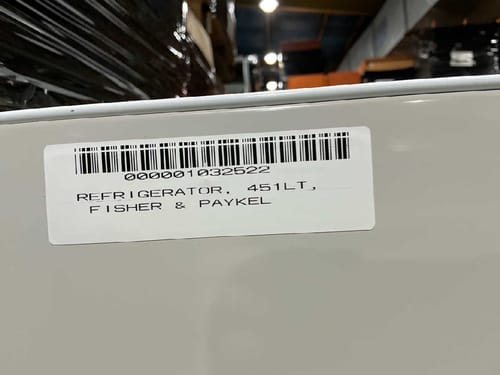 000001032522
REFRIGERATOR, 451LT,
FISHER & PAYKEL